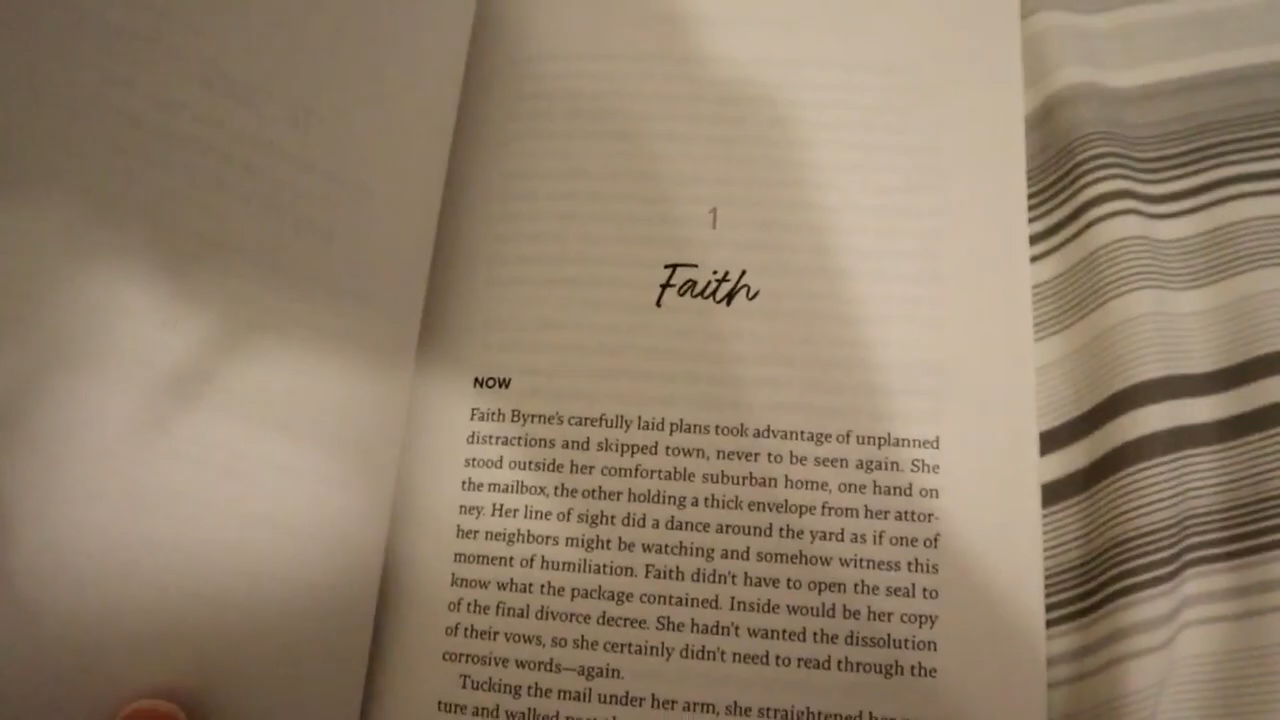 1
Faith
NOW
Faith Byrne's carefully laid plans took advantage of unplanned
distractions and skipped town, never to be seen again. She
stood outside her comfortable suburban home, one hand on
the mailbox, the other holding a thick envelope from her attor-
ney. Her line of sight did a dance around the yard as if one of
her neighbors might be watching and somehow witness this
moment of humiliation. Faith didn't have to open the seal to
know what the package contained. Inside would be her copy
of the final divorce decree. She hadn't wanted the dissolution
of their vows, so she certainly didn't need to read through the
corrosive words—again.
Tucking the mail under her arm, she straightened her
ture and walked past